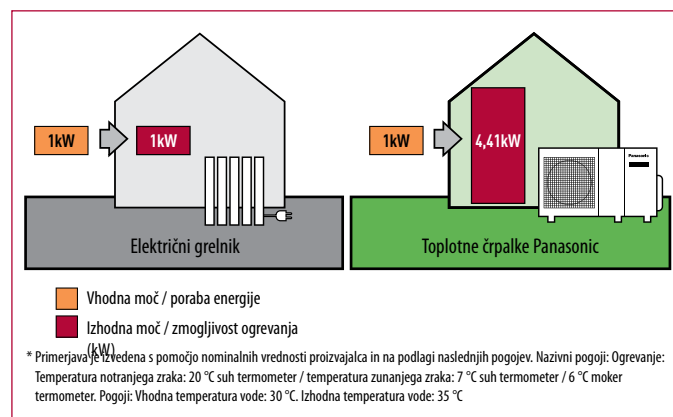 1kW
1kW
Električni grelnik
1kW
4,41kW
Panasonic
Toplotne črpalke Panasonic
Vhodna moč / poraba energije
Izhodna moč / zmogljivost ogrevanja
(kW)
* Primerjava je izvedena s pomočjo nominalnih vrednosti proizvajalca in na podlagi naslednjih pogojev. Nazivni pogoji: Ogrevanje:
Temperatura notranjega zraka: 20 °C suh termometer / temperatura zunanjega zraka: 7 °C suh termometer / 6 °C moker
termometer. Pogoji: Vhodna temperatura vode: 30 °C. Izhodna temperatura vode: 35 °C